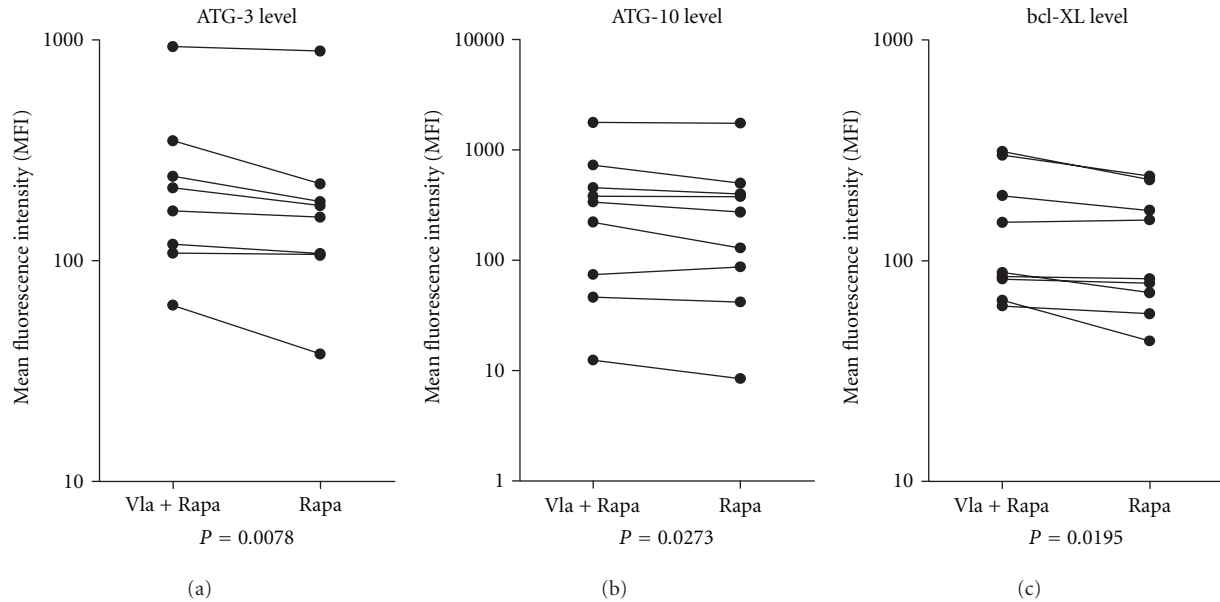 ATG-3 level
1000
100
10
Mean fluorescence intensity (MFI)
Vla + Rapa Rapa
P = 0.0078
(a)
ATG-10 level
10000
1000
100
10
1
Mean fluorescence intensity (MFI)
Vla + Rapa Rapa
P = 0.0273
(b)
bcl-XL level
1000
100
10
Mean fluorescence intensity (MFI)
Vla + Rapa Rapa
P = 0.0195
(c)